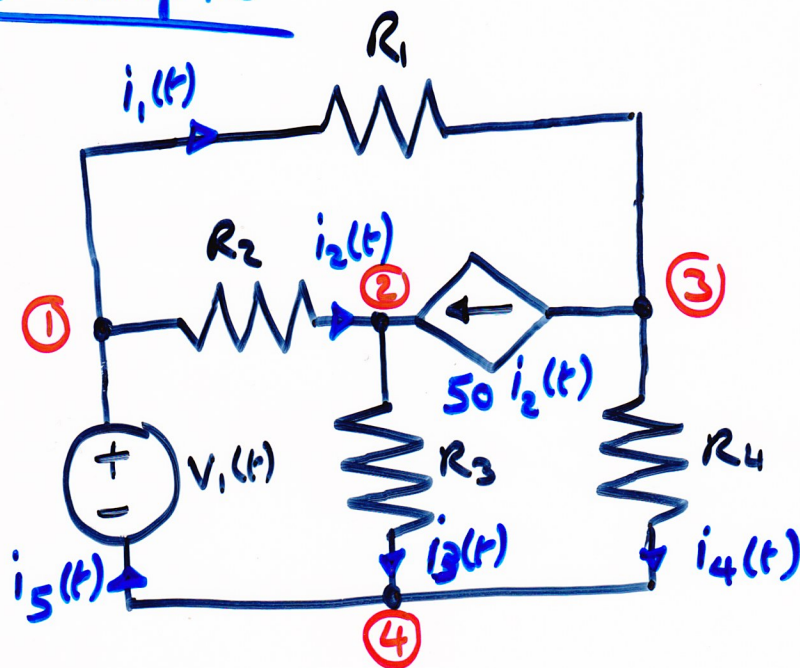 R₁
i₁(t)
R₂
i₂(t)
②
③
①
50 i₂(t)
+
−
V₁(t)
R₃
R₄
i₅(t)
i₃(t)
i₄(t)
④